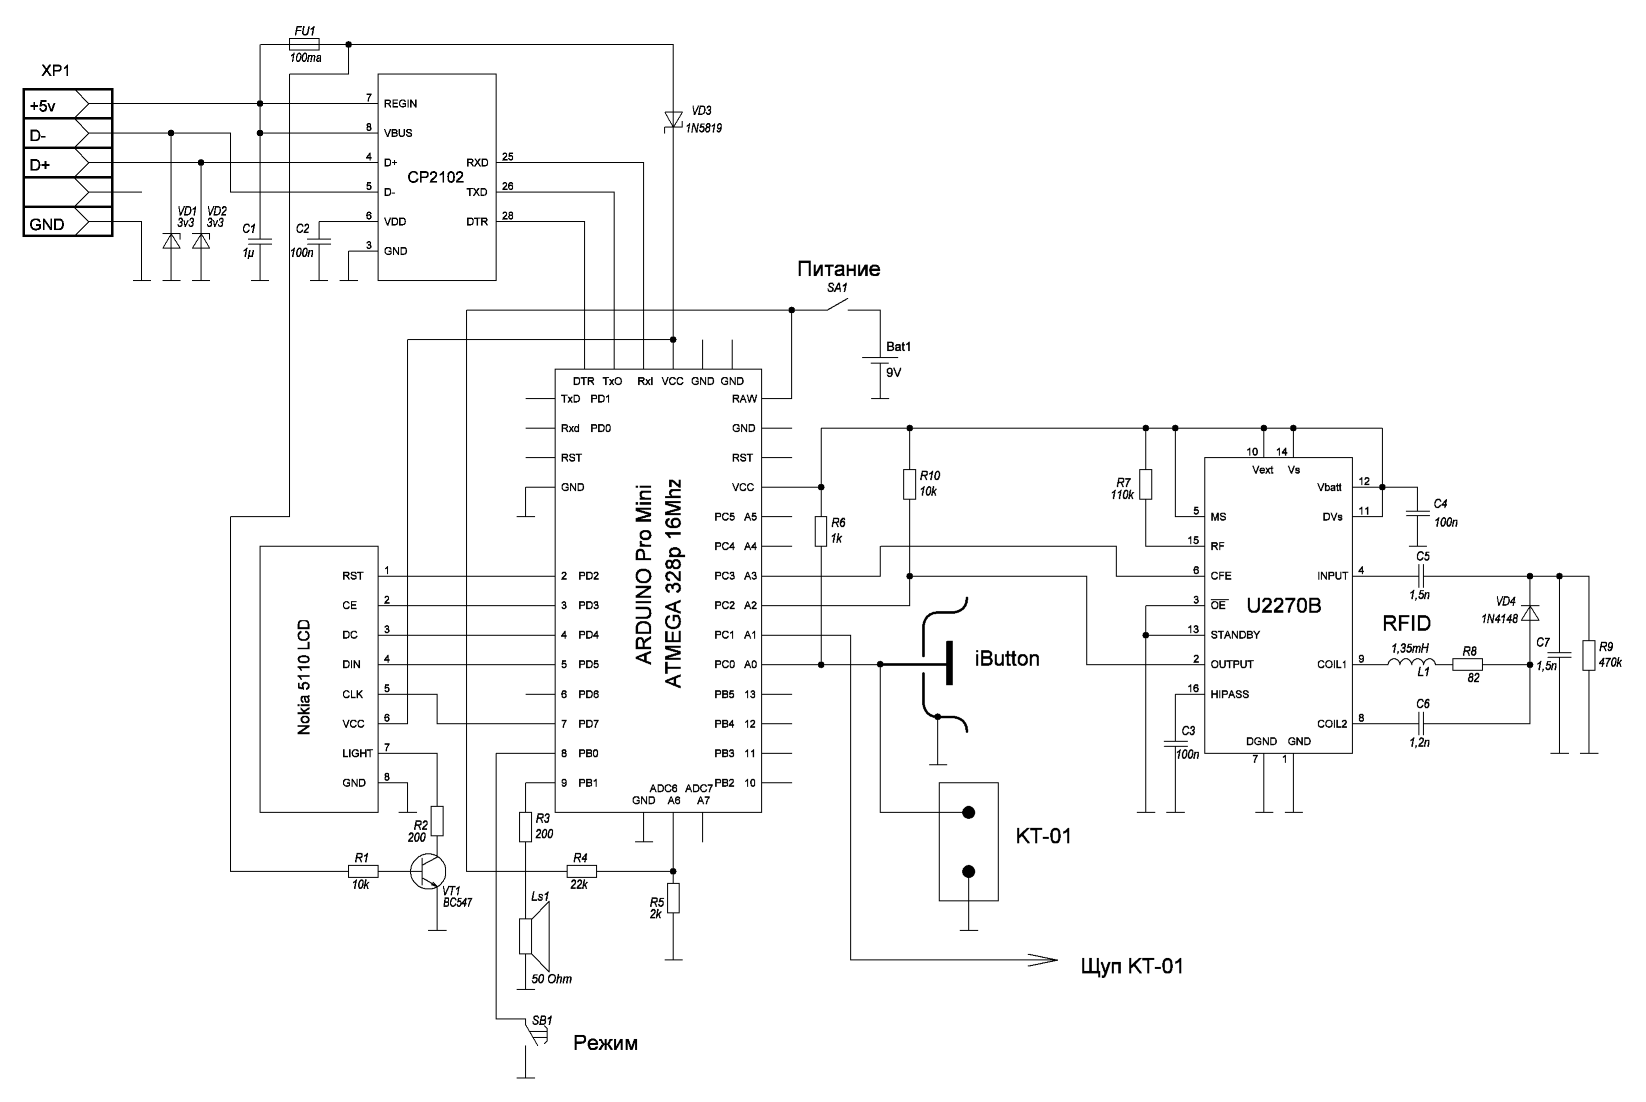 FU1
100ma
XP1
+5v
D-
D+
GND
VD1
3v3
VD2
3v3
C1
1µ
C2
100n
7 REGIN
8 VBUS
4 D+
5 D-
6 VDD
3 GND
CP2102
RXD 25
TXD 26
DTR 28
VD3
1N5819
Питание
SA1
Bat1
9V
DTR TxO RxI VCC GND GND
TxD PD1
Rxd PD0
RST
GND
2 PD2
3 PD3
4 PD4
5 PD5
6 PD6
7 PD7
8 PB0
9 PB1
ARDUINO Pro Mini
ATMEGA 328p 16Mhz
RAW
GND
RST
VCC
PC5 A5
PC4 A4
PC3 A3
PC2 A2
PC1 A1
PC0 A0
PB5 13
PB4 12
PB3 11
PB2 10
ADC6 ADC7
GND A6 A7
Nokia 5110 LCD
RST 1
CE 2
DC 3
DIN 4
CLK 5
VCC 6
LIGHT 7
GND 8
R2
200
R1
10k
VT1
BC547
R3
200
Ls1
50 Ohm
R4
22k
R5
2k
SB1
Режим
R6
1k
R10
10k
iButton
KT-01
Щуп KT-01
R7
110k
10 14
Vext Vs
5 MS
15 RF
6 CFE
3 OE
13 STANDBY
2 OUTPUT
16 HIPASS
U2270B
Vbatt 12
DVs 11
INPUT 4
COIL1 9
COIL2 8
DGND GND
7 1
C3
100n
C4
100n
C5
1,5n
VD4
1N4148
RFID
1,35mH
L1
R8
82
C6
1,2n
C7
1,5n
R9
470k